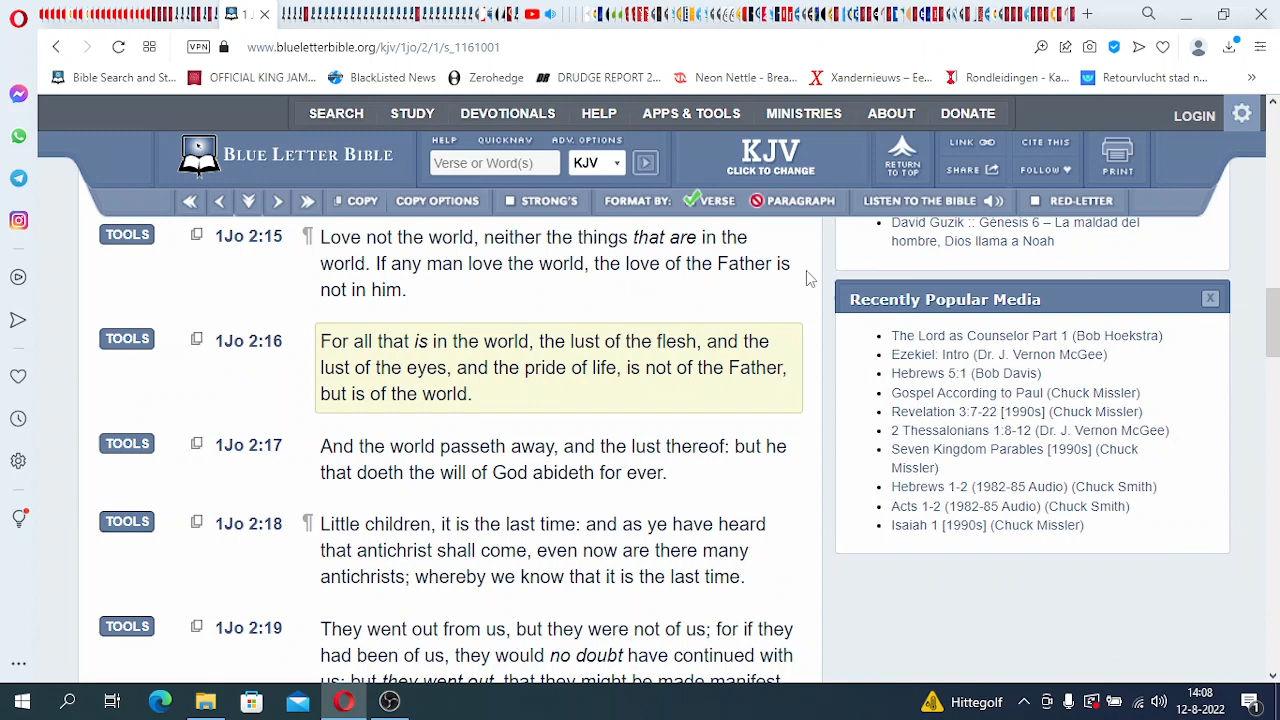 1
VPN
www.blueletterbible.org/kjv/1jo/2/1/s_1161001
Bible Search and St...
OFFICIAL KING JAM...
BlackListed News
Zerohedge
DRUDGE REPORT 2...
Neon Nettle - Brea...
Xandernieuws – Ee...
Rondleidingen - Ka...
Retourvlucht stad n...
SEARCH
STUDY
DEVOTIONALS
HELP
APPS & TOOLS
MINISTRIES
ABOUT
DONATE
LOGIN
BLUE LETTER BIBLE
HELP
QUICKNAV
ADV. OPTIONS
Verse or Word(s)
KJV
KJV
CLICK TO CHANGE
RETURN
TO TOP
LINK
SHARE
CITE THIS
FOLLOW
PRINT
COPY
COPY OPTIONS
STRONG'S
FORMAT BY:
VERSE
PARAGRAPH
LISTEN TO THE BIBLE
RED-LETTER
TOOLS
1Jo 2:15
¶ Love not the world, neither the things that are in the
world. If any man love the world, the love of the Father is
not in him.
TOOLS
1Jo 2:16
For all that is in the world, the lust of the flesh, and the
lust of the eyes, and the pride of life, is not of the Father,
but is of the world.
TOOLS
1Jo 2:17
And the world passeth away, and the lust thereof: but he
that doeth the will of God abideth for ever.
TOOLS
1Jo 2:18
¶ Little children, it is the last time: and as ye have heard
that antichrist shall come, even now are there many
antichrists; whereby we know that it is the last time.
TOOLS
1Jo 2:19
They went out from us, but they were not of us; for if they
had been of us, they would no doubt have continued with
us: but they went out, that they might be made manifest
David Guzik :: Génesis 6 – La maldad del
hombre, Dios llama a Noah
Recently Popular Media
X
The Lord as Counselor Part 1 (Bob Hoekstra)
Ezekiel: Intro (Dr. J. Vernon McGee)
Hebrews 5:1 (Bob Davis)
Gospel According to Paul (Chuck Missler)
Revelation 3:7-22 [1990s] (Chuck Missler)
2 Thessalonians 1:8-12 (Dr. J. Vernon McGee)
Seven Kingdom Parables [1990s] (Chuck
Missler)
Hebrews 1-2 (1982-85 Audio) (Chuck Smith)
Acts 1-2 (1982-85 Audio) (Chuck Smith)
Isaiah 1 [1990s] (Chuck Missler)
Hittegolf
14:08
12-8-2022
1